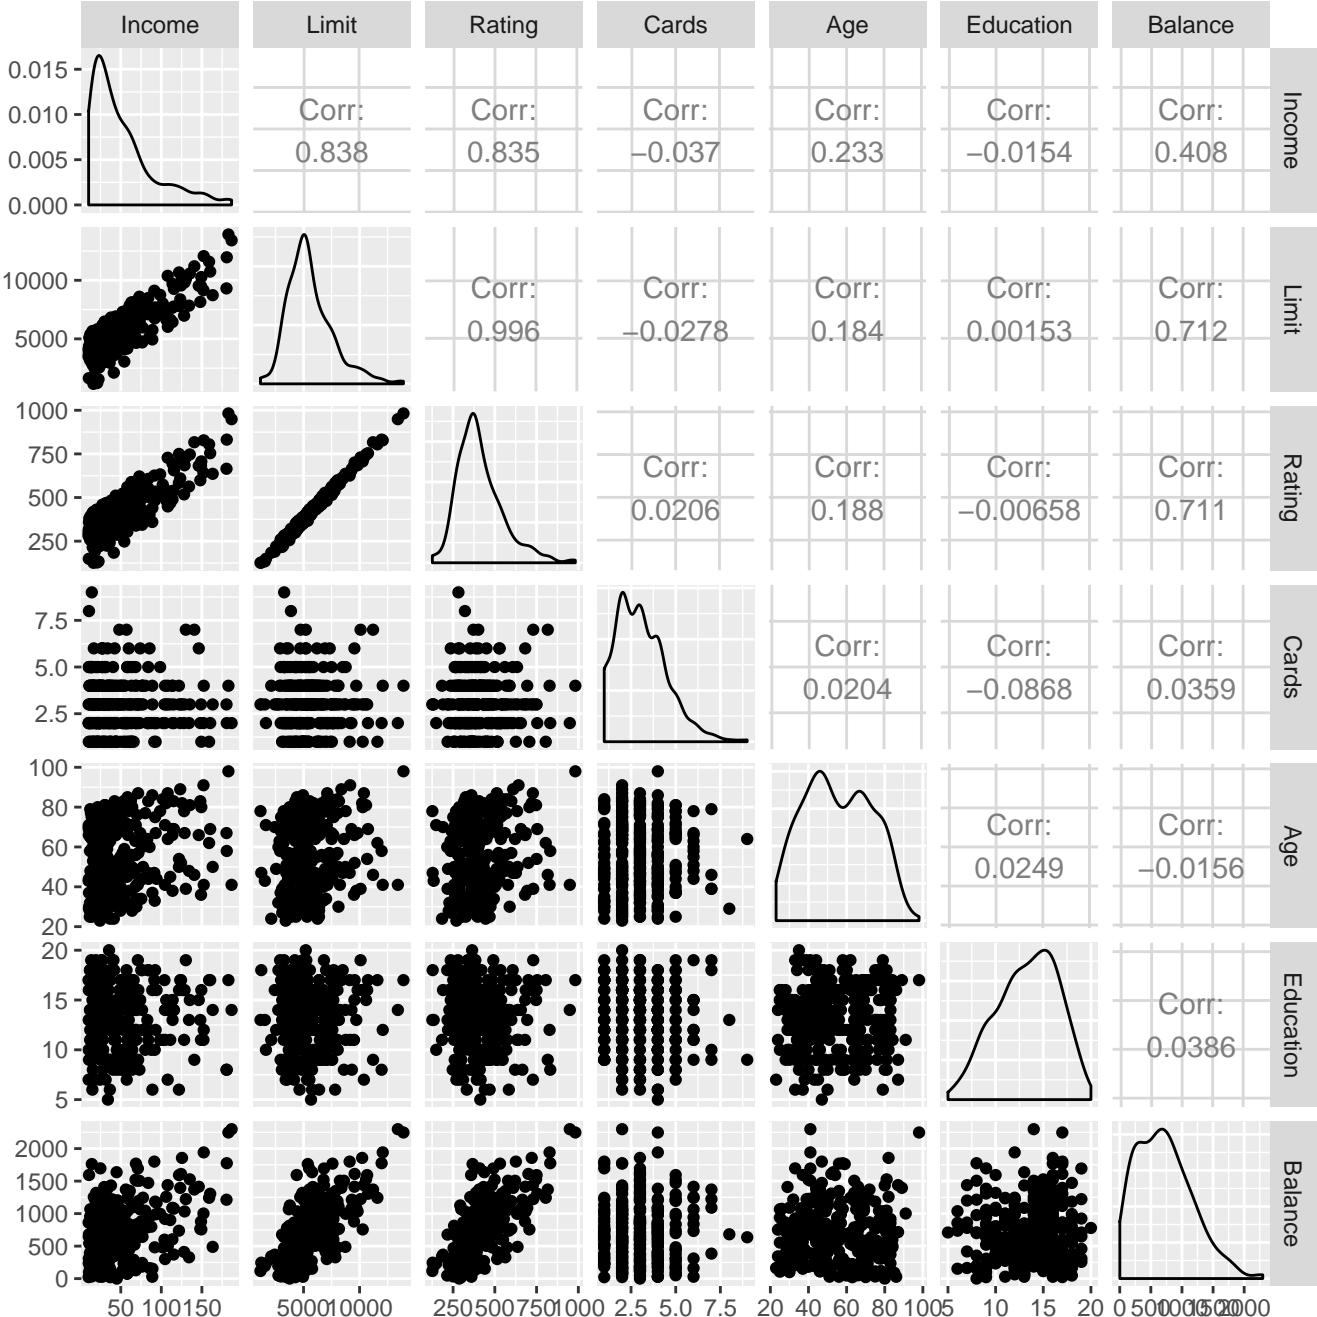 Income Limit Rating Cards Age Education Balance
0.015
0.010
0.005
0.000
Corr:
0.838
Corr:
0.835
Corr:
−0.037
Corr:
0.233
Corr:
−0.0154
Corr:
0.408
Income
10000
5000
Corr:
0.996
Corr:
−0.0278
Corr:
0.184
Corr:
0.00153
Corr:
0.712
Limit
1000
750
500
250
Corr:
0.0206
Corr:
0.188
Corr:
−0.00658
Corr:
0.711
Rating
7.5
5.0
2.5
Corr:
0.0204
Corr:
−0.0868
Corr:
0.0359
Cards
100
80
60
40
20
Corr:
0.0249
Corr:
−0.0156
Age
20
15
10
5
Corr:
0.0386
Education
2000
1500
1000
500
0
Balance
50 100 150 5000 10000 250 500 750 1000 2.5 5.0 7.5 20 40 60 80 100 5 10 15 20 0 500 1000 1500 2000